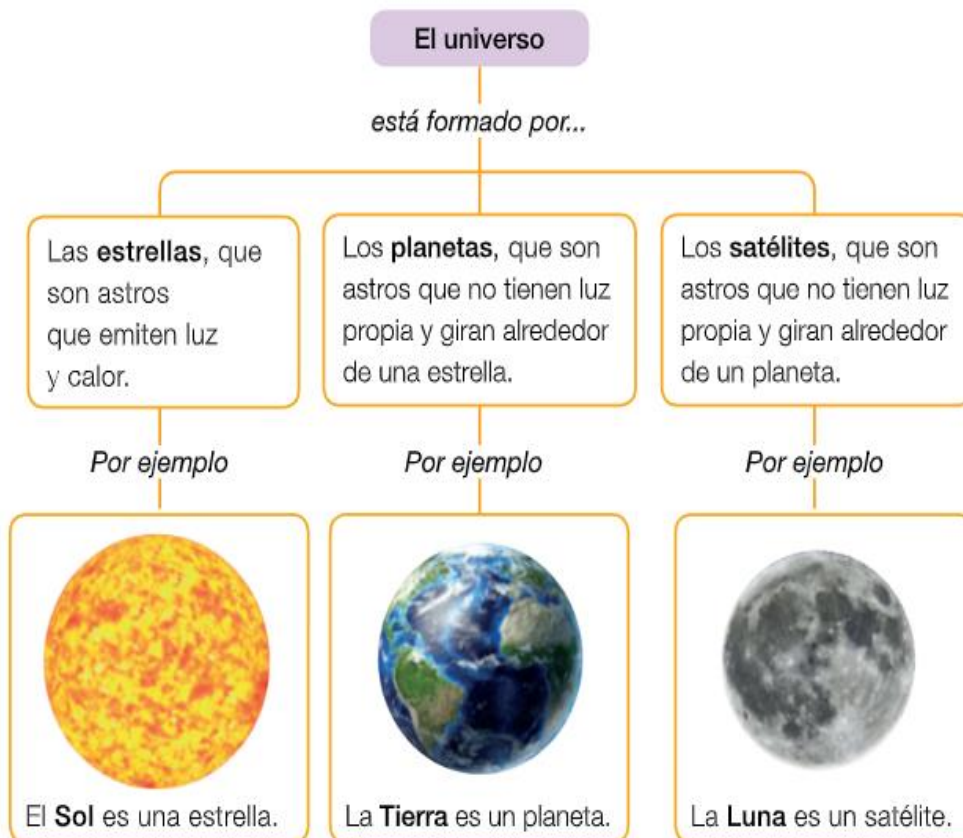 El universo
está formado por...
Las estrellas, que
son astros
que emiten luz
y calor.
Los planetas, que son
astros que no tienen luz
propia y giran alrededor
de una estrella.
Los satélites, que son
astros que no tienen luz
propia y giran alrededor
de un planeta.
Por ejemplo
Por ejemplo
Por ejemplo
El Sol es una estrella.
La Tierra es un planeta.
La Luna es un satélite.